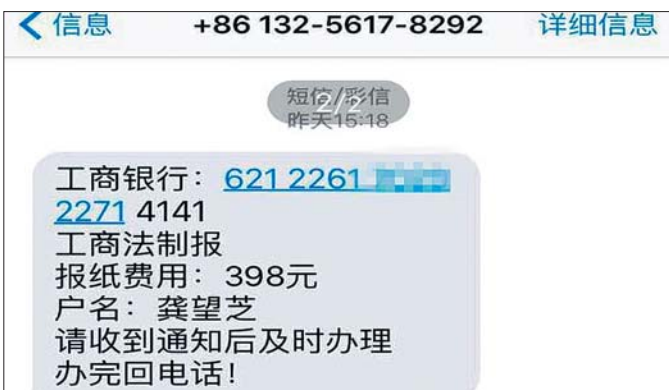 信息 +86 132-5617-8292 详细信息
短信/彩信
2/2
昨天15:18
工商银行：621 2261
2271 4141
工商法制报
报纸费用：398元
户名：龚望芝
请收到通知后及时办理
办完回电话！